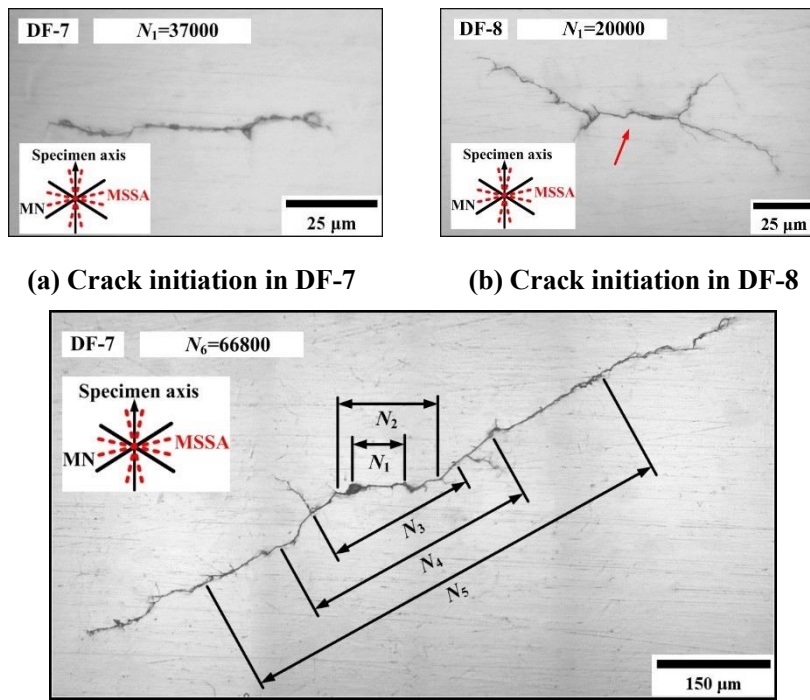 DF-7 N₁=37000
Specimen axis
MSSA
MN
25 μm
(a) Crack initiation in DF-7
DF-8 N₁=20000
Specimen axis
MSSA
MN
25 μm
(b) Crack initiation in DF-8
DF-7 N₆=66800
Specimen axis
MSSA
MN
N₂
N₁
N₃
N₄
N₅
150 μm